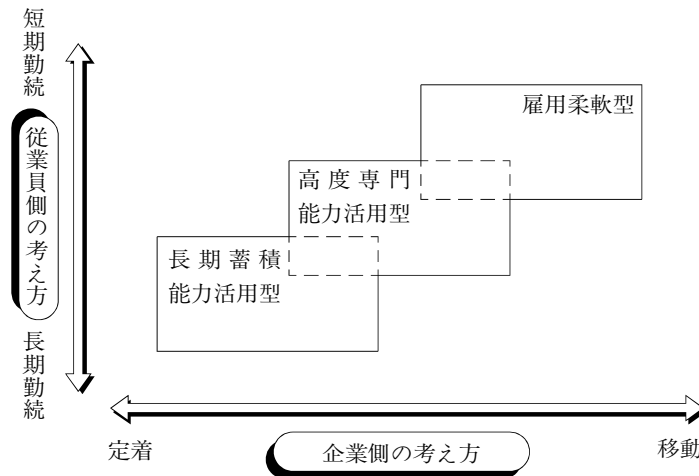 短期勤続
従業員側の考え方
長期勤続
雇用柔軟型
高度専門
能力活用型
長期蓄積
能力活用型
定着
企業側の考え方
移動